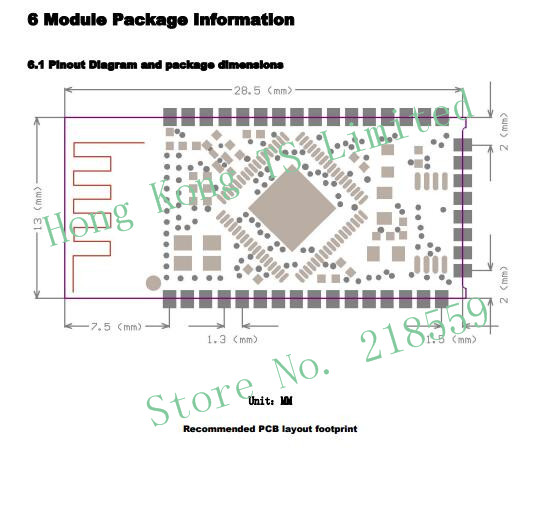 6 Module Package Information
6.1 Pinout Diagram and package dimensions
28.5 (mm)
2 (mm)
13 (mm)
Hong Kong TS Limited
2 (mm)
7.5 (mm)
1.3 (mm)
1.5 (mm)
Store No. 218559
Unit: MM
Recommended PCB layout footprint